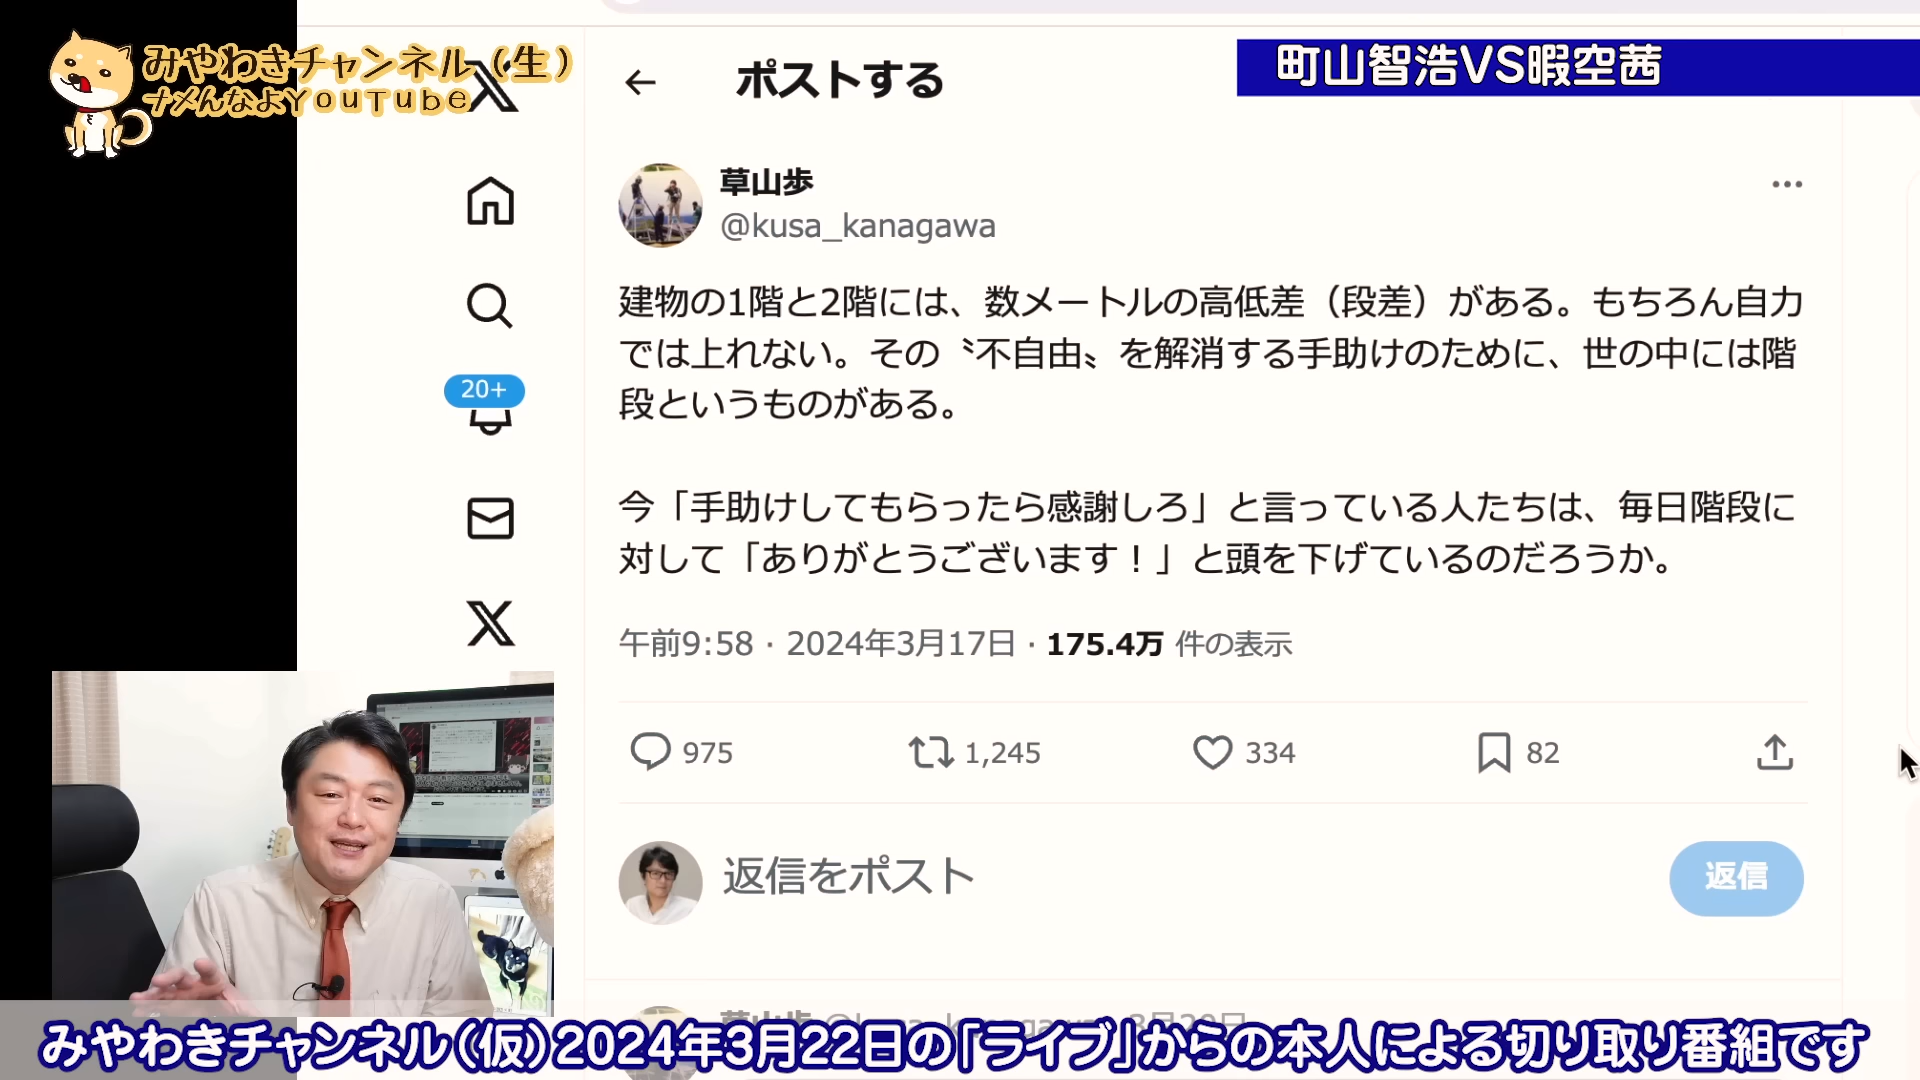 みやわきチャンネル（生）
ナメんなよYouTube
町山智浩VS暇空茜
ポストする
草山歩
@kusa_kanagawa
建物の1階と2階には、数メートルの高低差（段差）がある。もちろん自力
では上れない。その〝不自由〟を解消する手助けのために、世の中には階
段というものがある。
今「手助けしてもらったら感謝しろ」と言っている人たちは、毎日階段に
対して「ありがとうございます！」と頭を下げているのだろうか。
午前9:58 · 2024年3月17日 · 175.4万 件の表示
20+
975
1,245
334
82
返信をポスト
返信
草山歩 @kusa_kanagawa · 3月20日
みやわきチャンネル（仮）2024年3月22日の「ライブ」からの本人による切り取り番組です